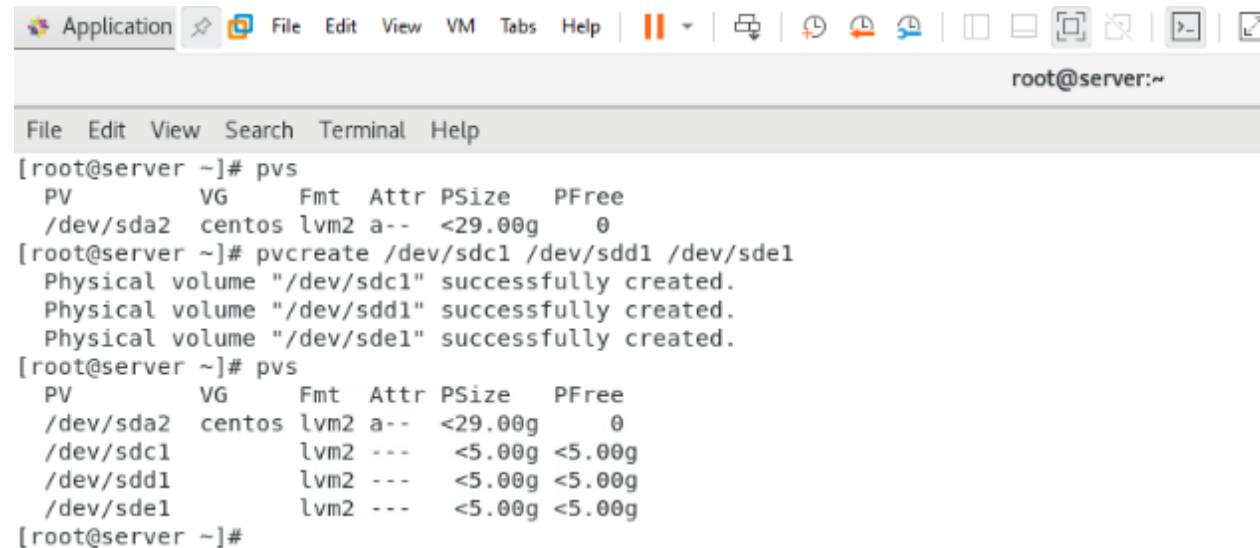 Application File Edit View VM Tabs Help
root@server:~
File Edit View Search Terminal Help
[root@server ~]# pvs
  PV         VG     Fmt  Attr PSize   PFree
  /dev/sda2  centos lvm2 a--  <29.00g     0
[root@server ~]# pvcreate /dev/sdc1 /dev/sdd1 /dev/sde1
  Physical volume "/dev/sdc1" successfully created.
  Physical volume "/dev/sdd1" successfully created.
  Physical volume "/dev/sde1" successfully created.
[root@server ~]# pvs
  PV         VG     Fmt  Attr PSize   PFree
  /dev/sda2  centos lvm2 a--  <29.00g     0
  /dev/sdc1         lvm2 ---   <5.00g <5.00g
  /dev/sdd1         lvm2 ---   <5.00g <5.00g
  /dev/sde1         lvm2 ---   <5.00g <5.00g
[root@server ~]#